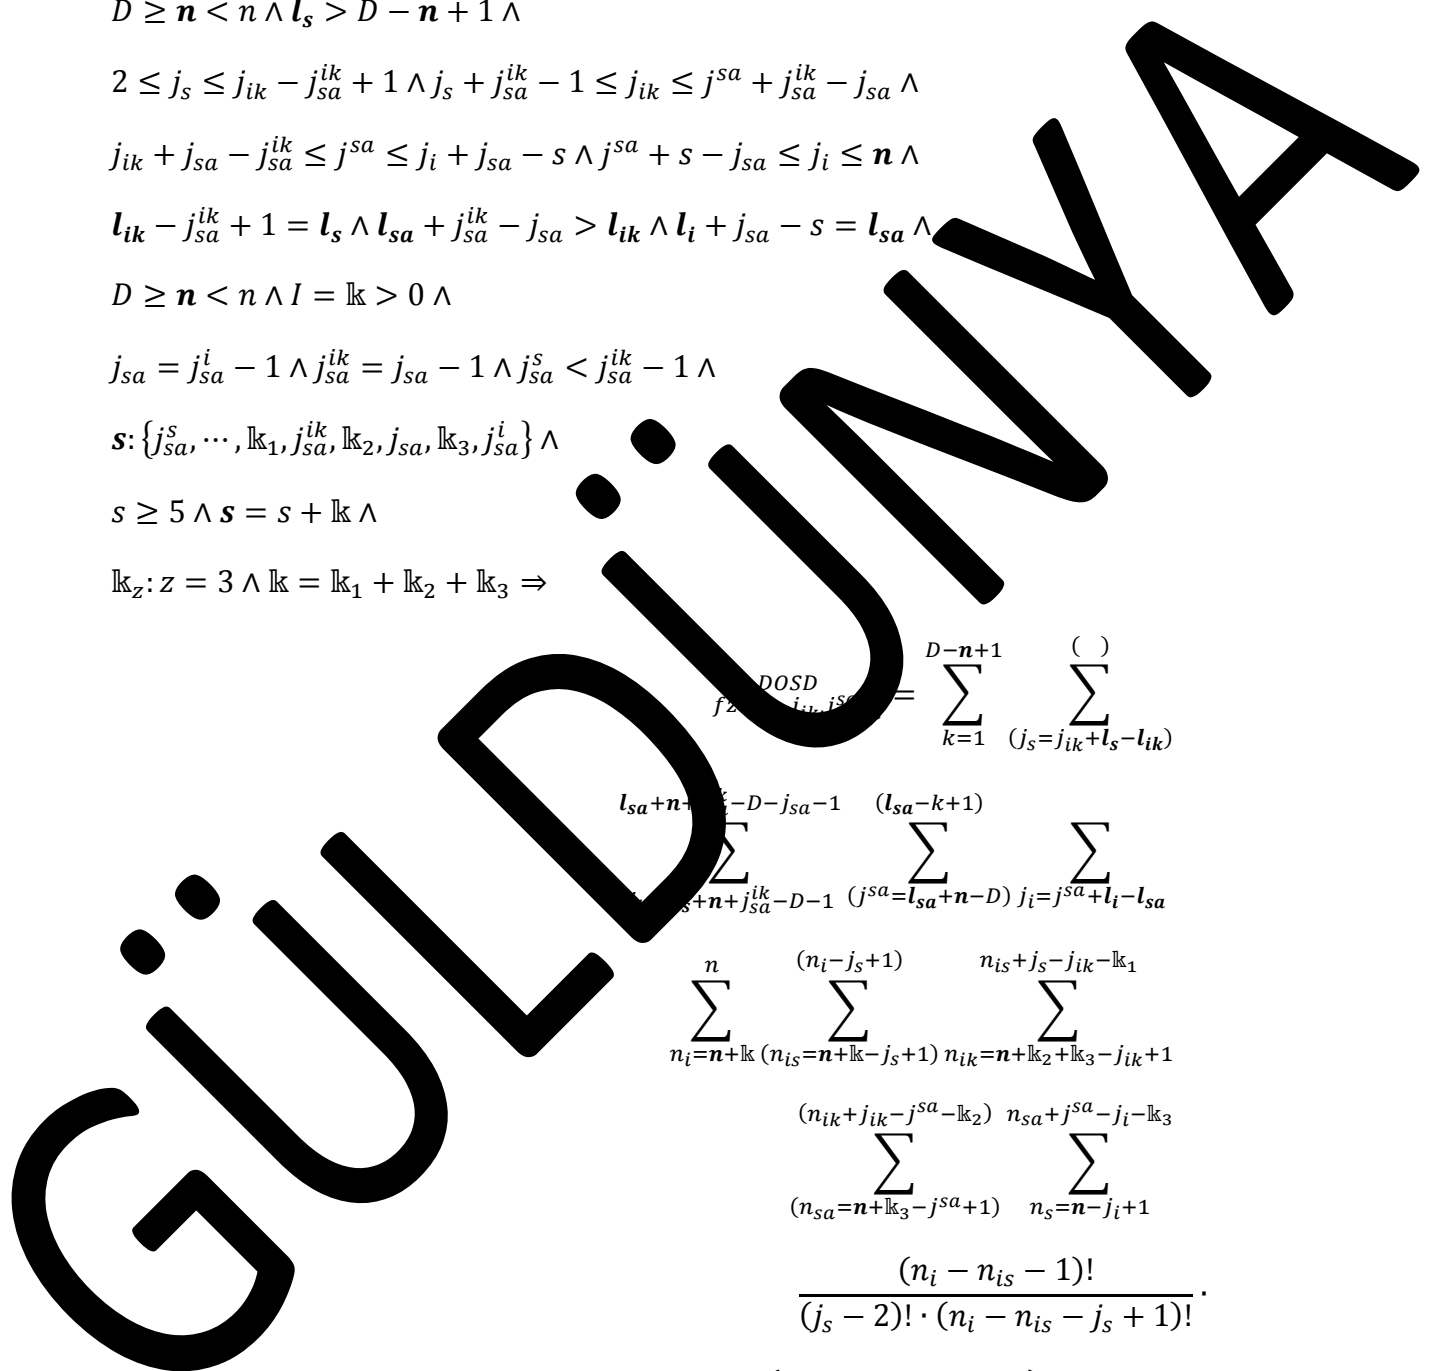 D ≥ 𝒏 < n ∧ 𝒍_𝒔 > D − 𝒏 + 1 ∧
2 ≤ j_s ≤ j_{ik} − j_{sa}^{ik} + 1 ∧ j_s + j_{sa}^{ik} − 1 ≤ j_{ik} ≤ j^{sa} + j_{sa}^{ik} − j_{sa} ∧
j_{ik} + j_{sa} − j_{sa}^{ik} ≤ j^{sa} ≤ j_i + j_{sa} − s ∧ j^{sa} + s − j_{sa} ≤ j_i ≤ 𝒏 ∧
𝒍_{𝒊𝒌} − j_{sa}^{ik} + 1 = 𝒍_𝒔 ∧ 𝒍_{𝒔𝒂} + j_{sa}^{ik} − j_{sa} > 𝒍_{𝒊𝒌} ∧ 𝒍_𝒊 + j_{sa} − s = 𝒍_{𝒔𝒂} ∧
D ≥ 𝒏 < n ∧ I = 𝕜 > 0 ∧
j_{sa} = j_{sa}^i − 1 ∧ j_{sa}^{ik} = j_{sa} − 1 ∧ j_{sa}^s < j_{sa}^{ik} − 1 ∧
𝒔: {j_{sa}^s, ⋯, 𝕜_1, j_{sa}^{ik}, 𝕜_2, j_{sa}, 𝕜_3, j_{sa}^i} ∧
s ≥ 5 ∧ 𝒔 = s + 𝕜 ∧
𝕜_z: z = 3 ∧ 𝕜 = 𝕜_1 + 𝕜_2 + 𝕜_3 ⇒
DOSD = ∑_{k=1}^{D−𝒏+1} ∑_{(j_s=j_{ik}+𝒍_𝒔−𝒍_{𝒊𝒌})}^{( )}
∑^{𝒍_{𝒔𝒂}+𝒏+ −D−j_{sa}−1}_{+𝒏+j_{sa}^{ik}−D−1} ∑_{(j^{sa}=𝒍_{𝒔𝒂}+𝒏−D)}^{(𝒍_{𝒔𝒂}−k+1)} ∑_{j_i=j^{sa}+𝒍_𝒊−𝒍_{𝒔𝒂}}
∑_{n_i=𝒏+𝕜}^{n} ∑_{(n_{is}=𝒏+𝕜−j_s+1)}^{(n_i−j_s+1)} ∑_{n_{ik}=𝒏+𝕜_2+𝕜_3−j_{ik}+1}^{n_{is}+j_s−j_{ik}−𝕜_1}
∑_{(n_{sa}=𝒏+𝕜_3−j^{sa}+1)}^{(n_{ik}+j_{ik}−j^{sa}−𝕜_2)} ∑_{n_s=𝒏−j_i+1}^{n_{sa}+j^{sa}−j_i−𝕜_3}
(n_i − n_{is} − 1)!
(j_s − 2)! · (n_i − n_{is} − j_s + 1)! ·
GÜLDÜNYA